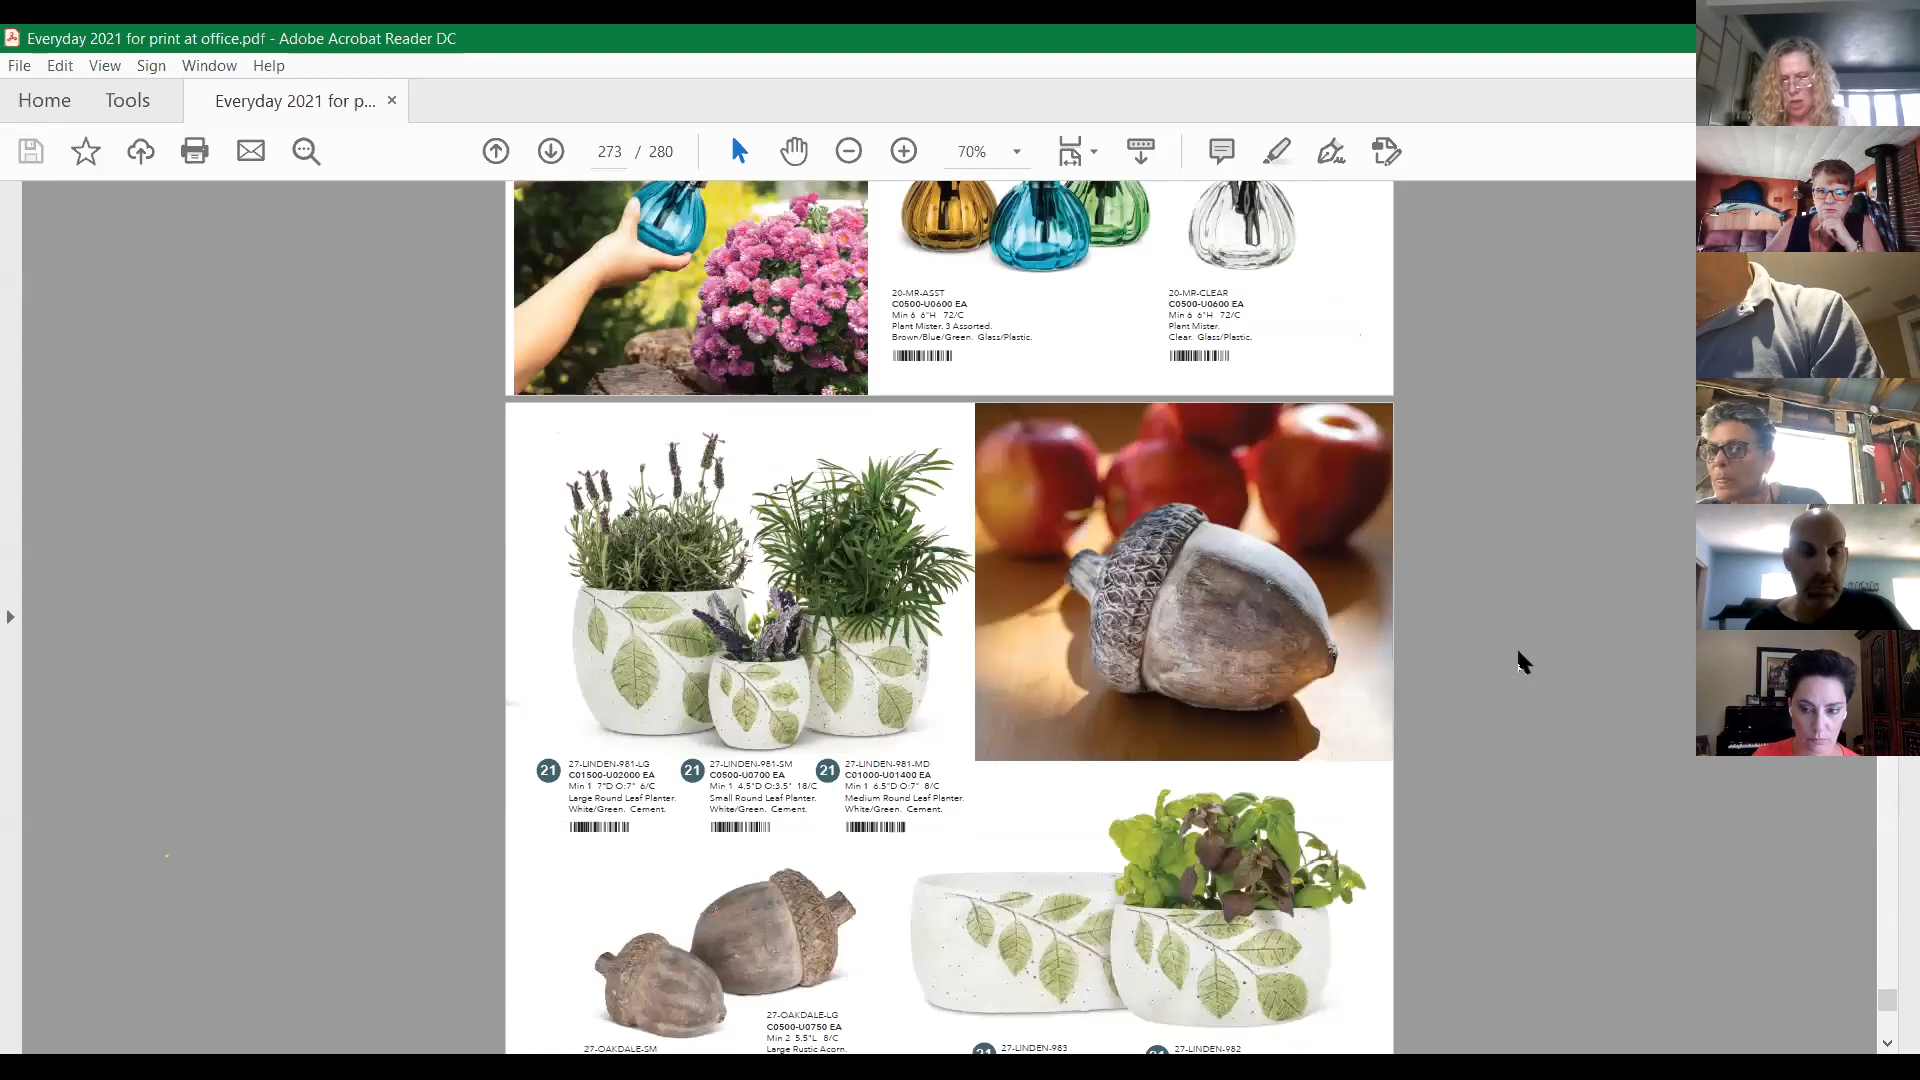 Everyday 2021 for print at office.pdf - Adobe Acrobat Reader DC
File Edit View Sign Window Help
Home Tools Everyday 2021 for p... ×
273 / 280 70%
20-MR-ASST
C0500-U0600 EA
Min 6 6"H 72/C
Plant Mister. 3 Assorted.
Brown/Blue/Green. Glass/Plastic.
20-MR-CLEAR
C0500-U0600 EA
Min 6 6"H 72/C
Plant Mister.
Clear. Glass/Plastic.
21
27-LINDEN-981-LG
C01500-U02000 EA
Min 1 7"D O:7" 6/C
Large Round Leaf Planter.
White/Green. Cement.
21
27-LINDEN-981-SM
C0500-U0700 EA
Min 1 4.5"D O:3.5" 18/C
Small Round Leaf Planter.
White/Green. Cement.
21
27-LINDEN-981-MD
C01000-U01400 EA
Min 1 6.5"D O:7" 8/C
Medium Round Leaf Planter.
White/Green. Cement.
27-OAKDALE-LG
C0500-U0750 EA
Min 2 5.5"L 8/C
Large Rustic Acorn.
27-OAKDALE-SM
21
27-LINDEN-983
21
27-LINDEN-982